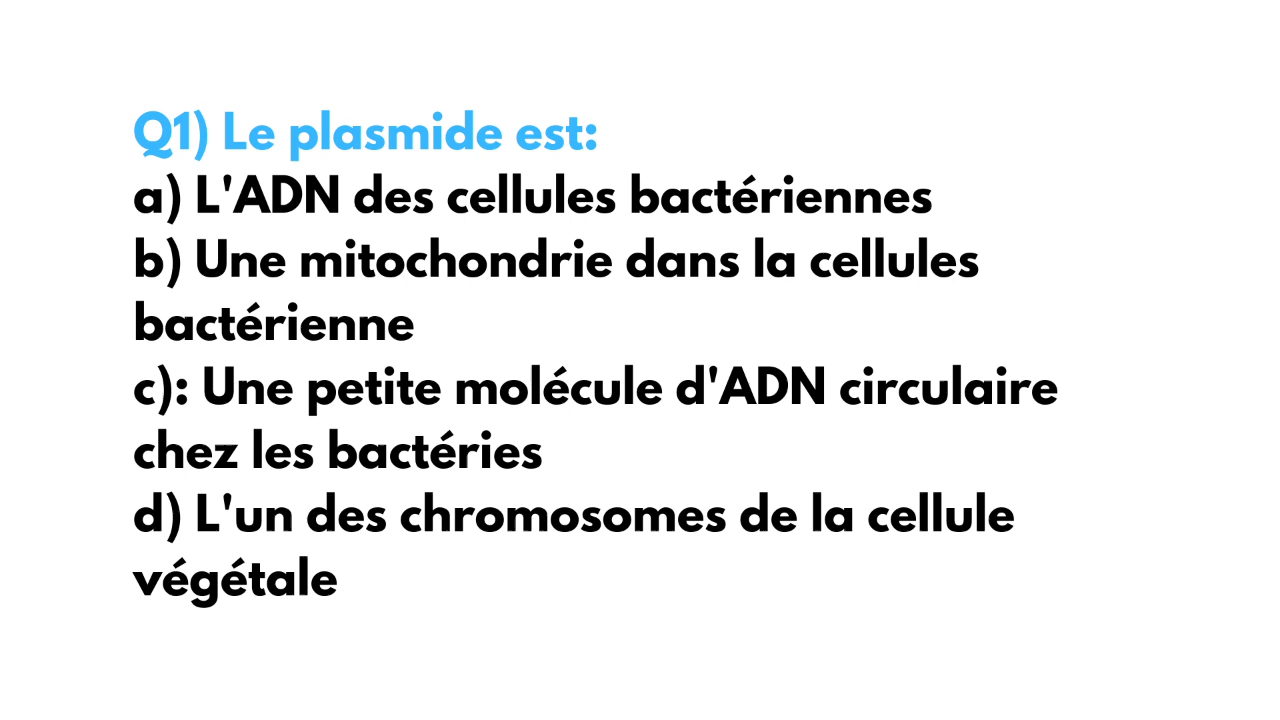 Q1) Le plasmide est:
a) L'ADN des cellules bactériennes
b) Une mitochondrie dans la cellules
bactérienne
c): Une petite molécule d'ADN circulaire
chez les bactéries
d) L'un des chromosomes de la cellule
végétale